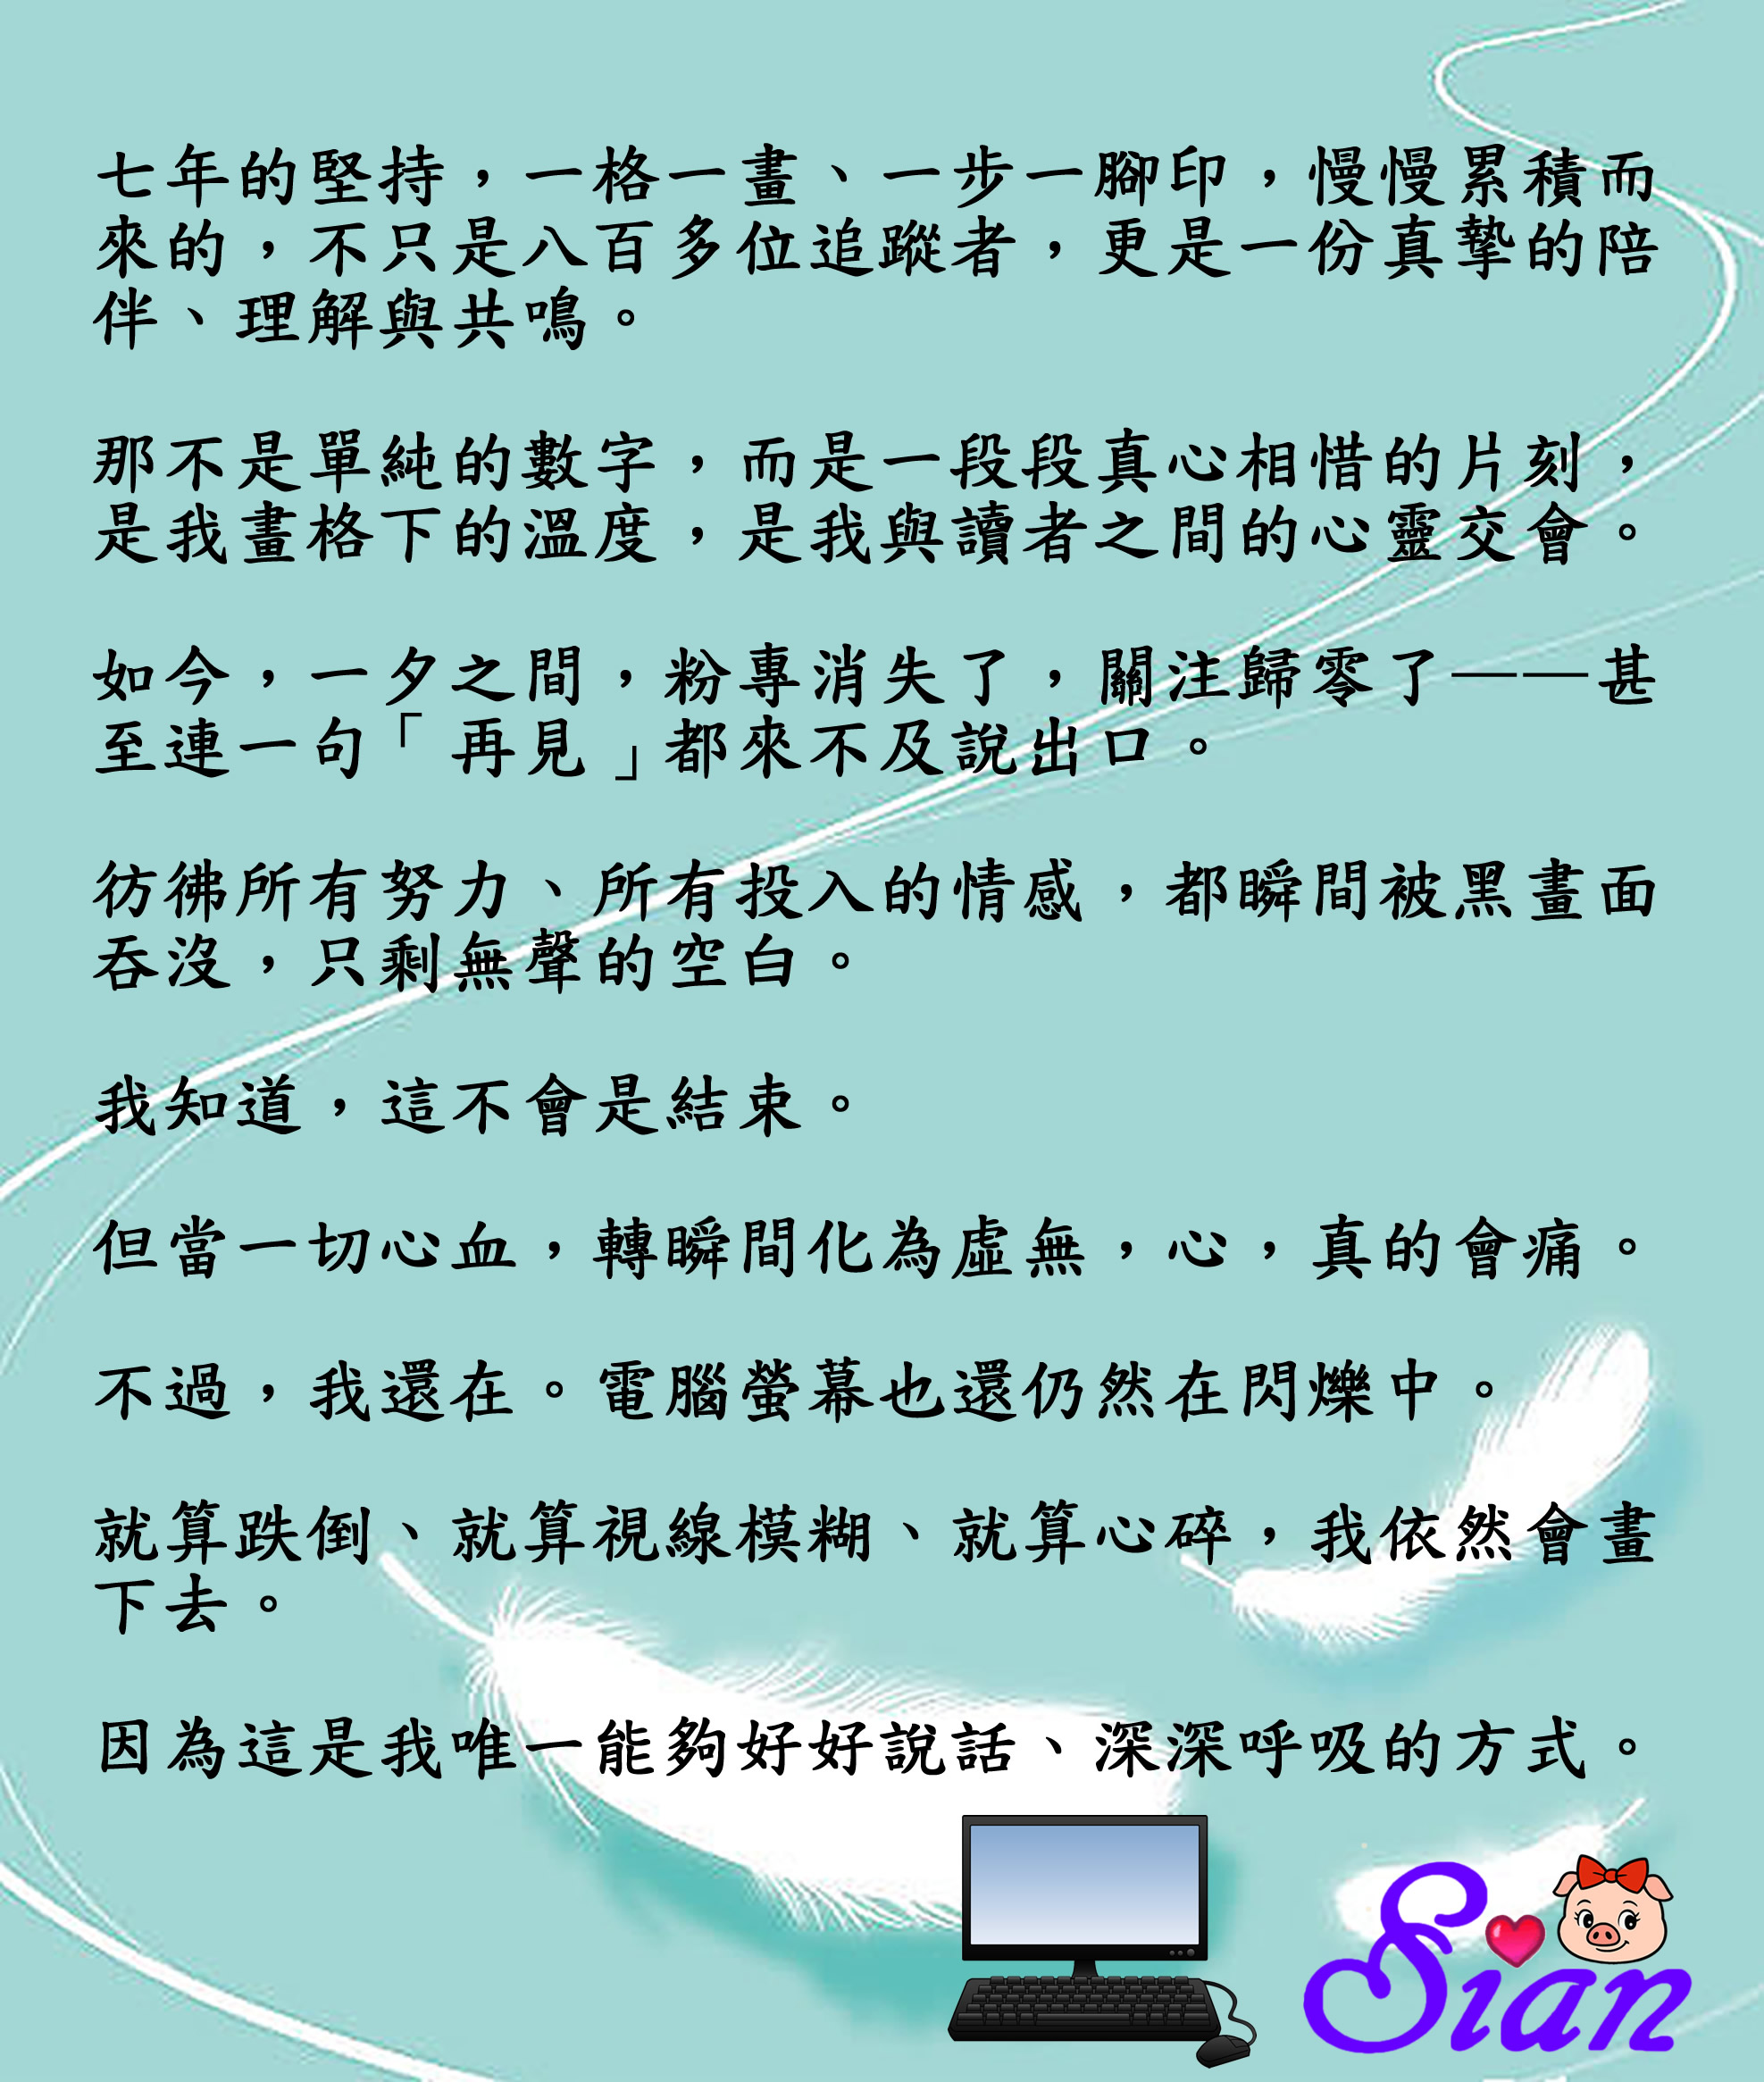 七年的堅持，一格一畫、一步一腳印，慢慢累積而
來的，不只是八百多位追蹤者，更是一份真摯的陪
伴、理解與共鳴。
那不是單純的數字，而是一段段真心相惜的片刻，
是我畫格下的溫度，是我與讀者之間的心靈交會。
如今，一夕之間，粉專消失了，關注歸零了——甚
至連一句「再見」都來不及說出口。
彷彿所有努力、所有投入的情感，都瞬間被黑畫面
吞沒，只剩無聲的空白。
我知道，這不會是結束。
但當一切心血，轉瞬間化為虛無，心，真的會痛。
不過，我還在。電腦螢幕也還仍然在閃爍中。
就算跌倒、就算視線模糊、就算心碎，我依然會畫
下去。
因為這是我唯一能夠好好說話、深深呼吸的方式。
Sian